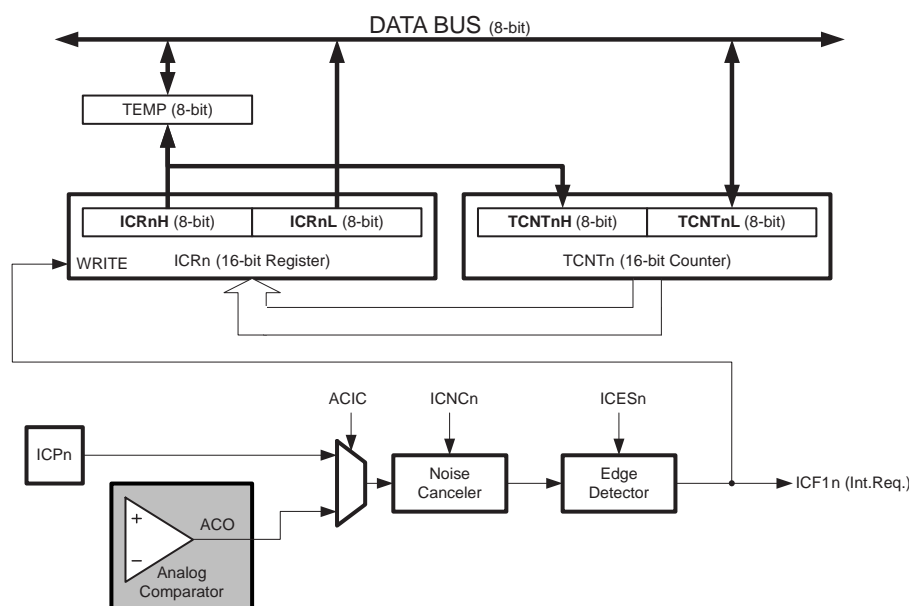 DATA BUS (8-bit)
TEMP (8-bit)
ICRnH (8-bit) ICRnL (8-bit) TCNTnH (8-bit) TCNTnL (8-bit)
WRITE ICRn (16-bit Register) TCNTn (16-bit Counter)
ACIC ICNCn ICESn
ICPn
Noise
Canceler
Edge
Detector
ICF1n (Int.Req.)
+
−
ACO
Analog
Comparator